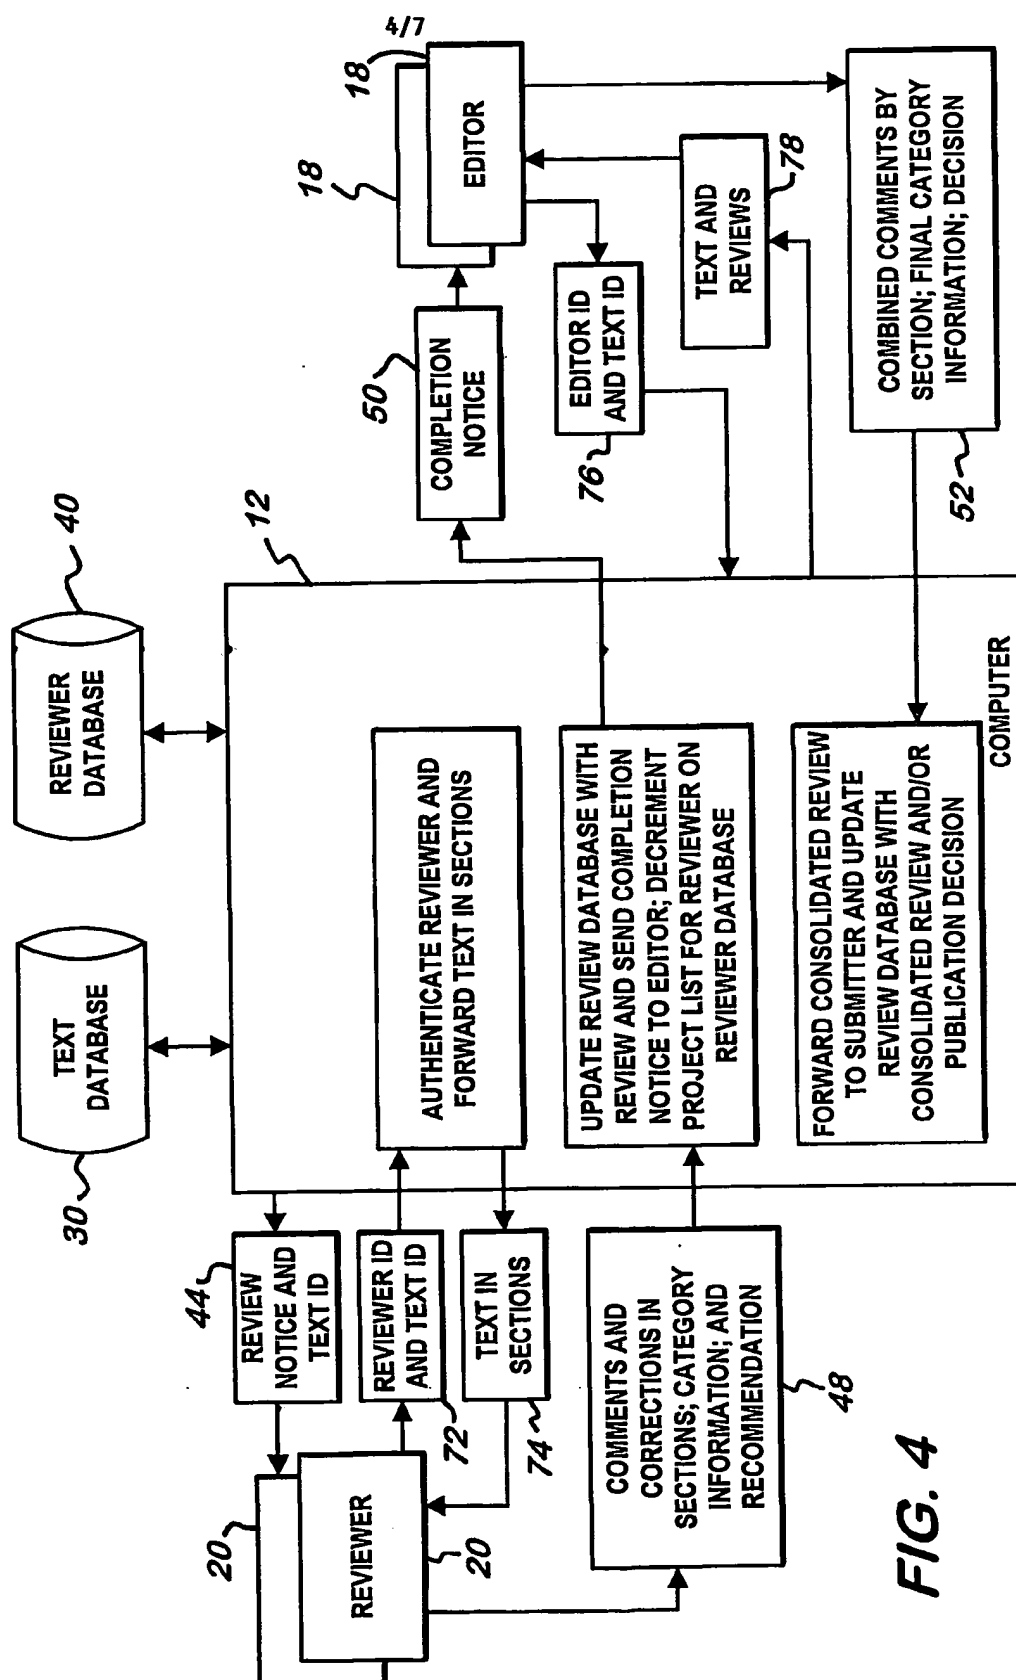 4/7
40
REVIEWER
DATABASE
30
TEXT
DATABASE
12
44
REVIEW
NOTICE AND
TEXT ID
20
REVIEWER
20
REVIEWER ID
AND TEXT ID
72
TEXT IN
SECTIONS
74
COMMENTS AND
CORRECTIONS IN
SECTIONS; CATEGORY
INFORMATION; AND
RECOMMENDATION
48
AUTHENTICATE REVIEWER AND
FORWARD TEXT IN SECTIONS
UPDATE REVIEW DATABASE WITH
REVIEW AND SEND COMPLETION
NOTICE TO EDITOR; DECREMENT
PROJECT LIST FOR REVIEWER ON
REVIEWER DATABASE
FORWARD CONSOLIDATED REVIEW
TO SUBMITTER AND UPDATE
REVIEW DATABASE WITH
CONSOLIDATED REVIEW AND/OR
PUBLICATION DECISION
COMPUTER
50
COMPLETION
NOTICE
18
18
EDITOR
EDITOR ID
AND TEXT ID
76
TEXT AND
REVIEWS
78
COMBINED COMMENTS BY
SECTION; FINAL CATEGORY
INFORMATION; DECISION
52
FIG. 4